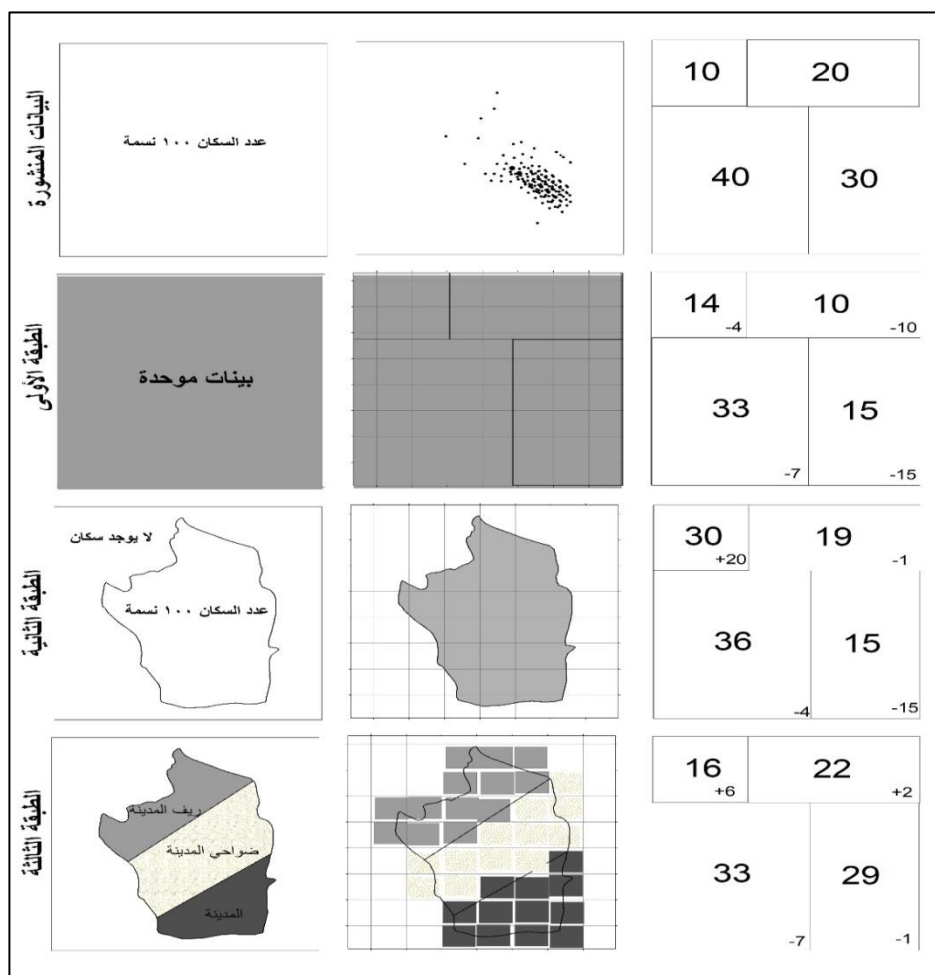 البيانات المنشورة
عدد السكان ١٠٠ نسمة
10
20
40
30
الطبقة الأولى
بينات موحدة
14
-4
10
-10
33
-7
15
-15
الطبقة الثانية
لا يوجد سكان
عدد السكان ١٠٠ نسمة
30
+20
19
-1
36
-4
15
-15
الطبقة الثالثة
ريف المدينة
ضواحي المدينة
المدينة
16
+6
22
+2
33
-7
29
-1